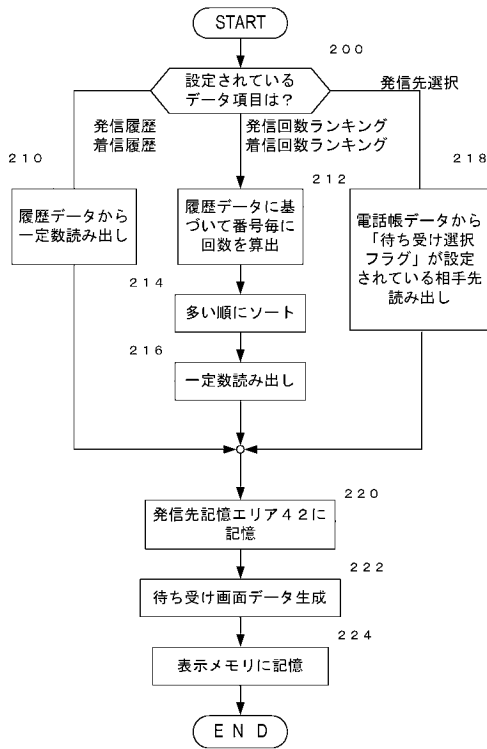 START
200
設定されている
データ項目は？
発信先選択
発信履歴
着信履歴
発信回数ランキング
着信回数ランキング
210
212
218
履歴データから
一定数読み出し
履歴データに基
づいて番号毎に
回数を算出
電話帳データから
「待ち受け選択
フラグ」が設定
されている相手先
読み出し
214
多い順にソート
216
一定数読み出し
220
発信先記憶エリア４２に
記憶
222
待ち受け画面データ生成
224
表示メモリに記憶
ＥＮＤ